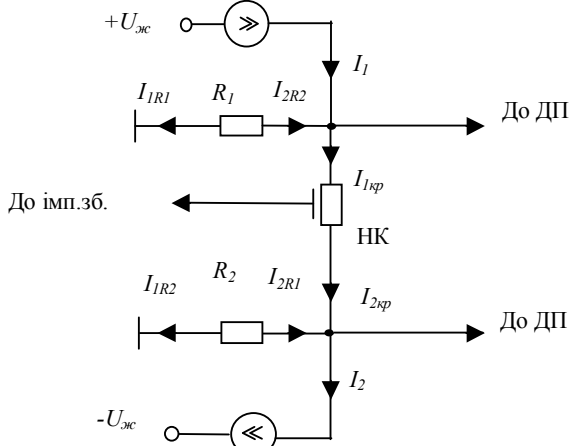 +Uж
I1
I1R1 R1 I2R2
До ДП
I1кр
До імп.зб.
НК
I1R2 R2 I2R1
I2кр
До ДП
I2
-Uж